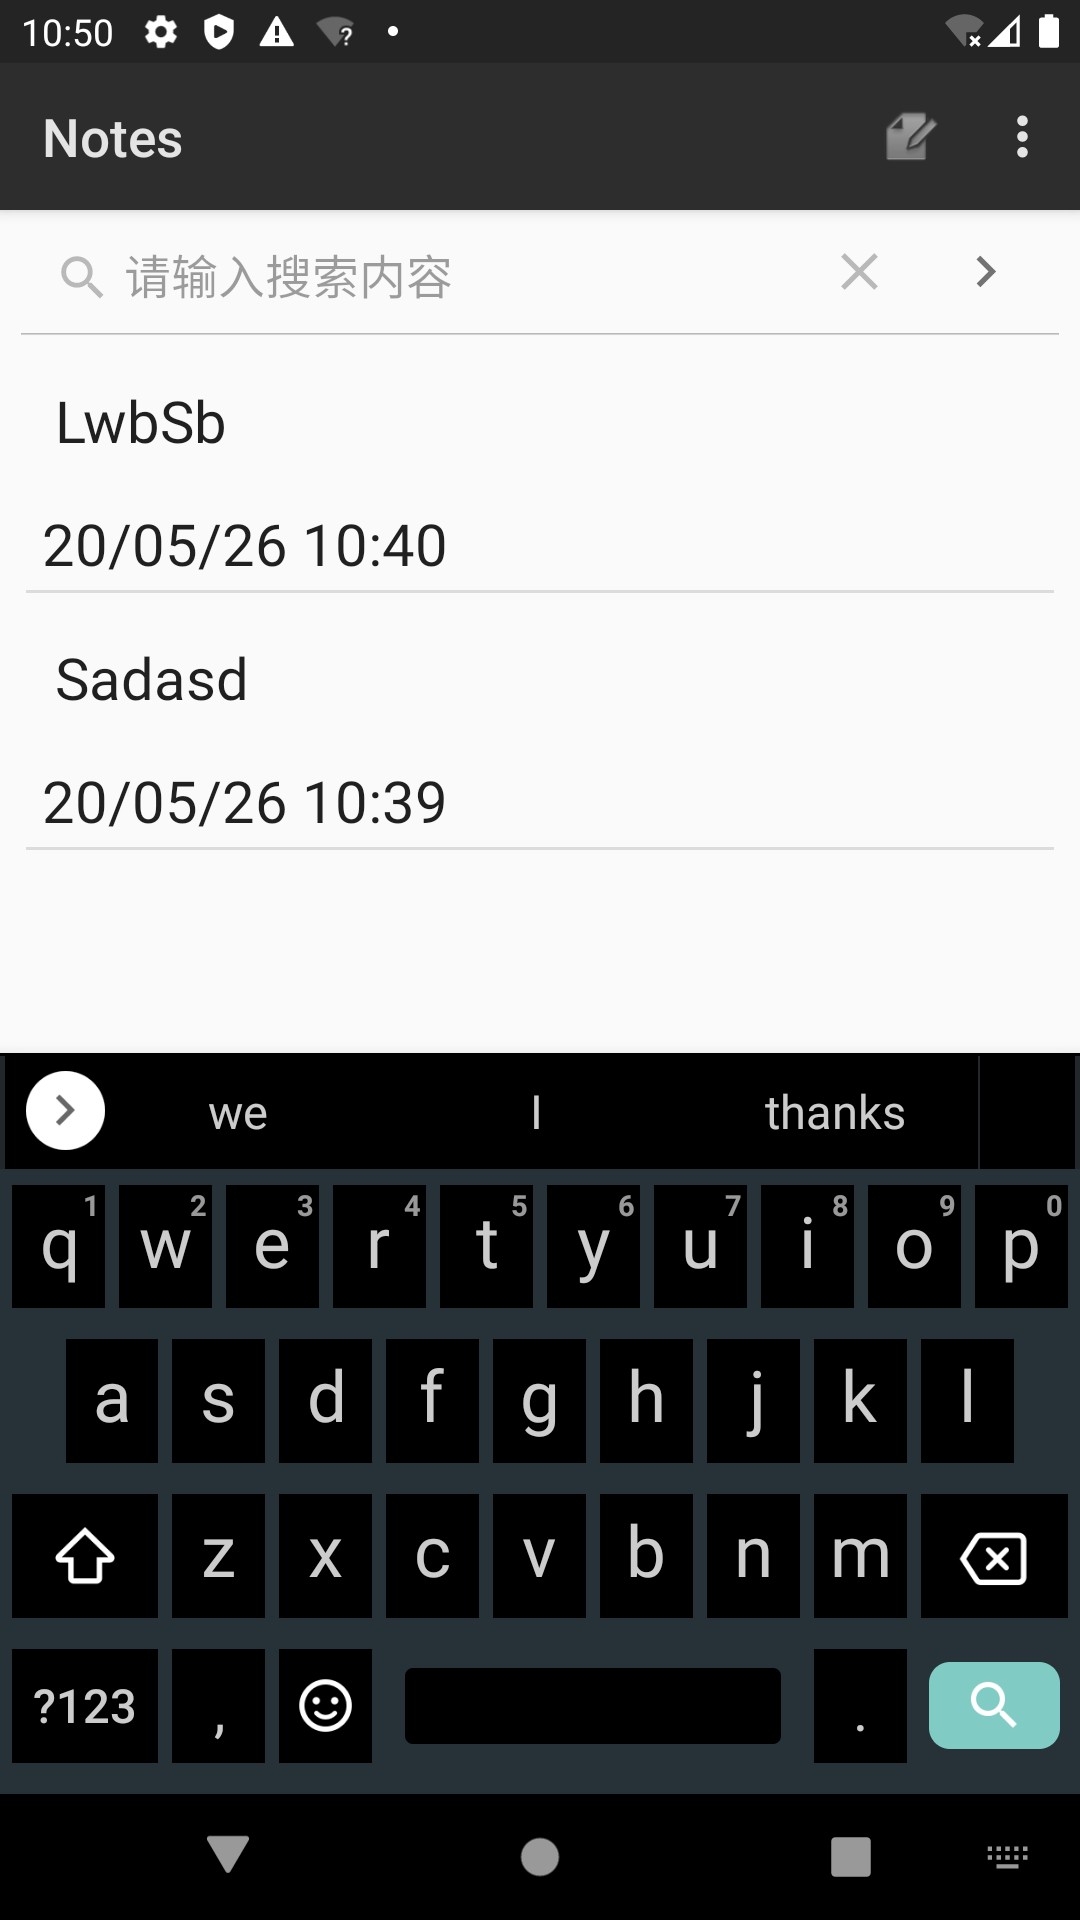 10:50
Notes
请输入搜索内容
LwbSb
20/05/26 10:40
Sadasd
20/05/26 10:39
we I thanks
q 1 w 2 e 3 r 4 t 5 y 6 u 7 i 8 o 9 p 0
a s d f g h j k l
z x c v b n m
?123 , .